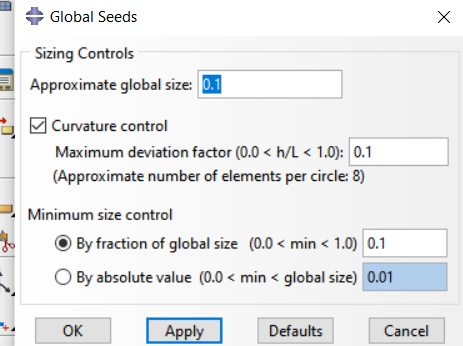 Global Seeds
Sizing Controls
Approximate global size: 0.1
Curvature control
Maximum deviation factor (0.0 < h/L < 1.0): 0.1
(Approximate number of elements per circle: 8)
Minimum size control
By fraction of global size (0.0 < min < 1.0) 0.1
By absolute value (0.0 < min < global size) 0.01
OK Apply Defaults Cancel